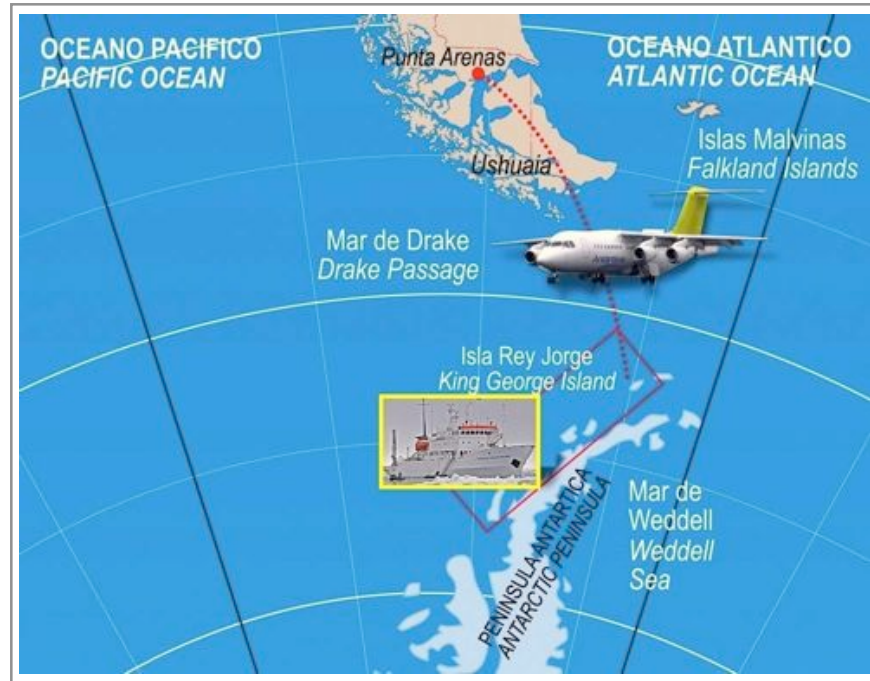 OCEANO PACIFICO
PACIFIC OCEAN
Punta Arenas
OCEANO ATLANTICO
ATLANTIC OCEAN
Ushuaia
Islas Malvinas
Falkland Islands
Mar de Drake
Drake Passage
Isla Rey Jorge
King George Island
PENINSULA ANTARTICA
ANTARCTIC PENINSULA
Mar de
Weddell
Weddell
Sea